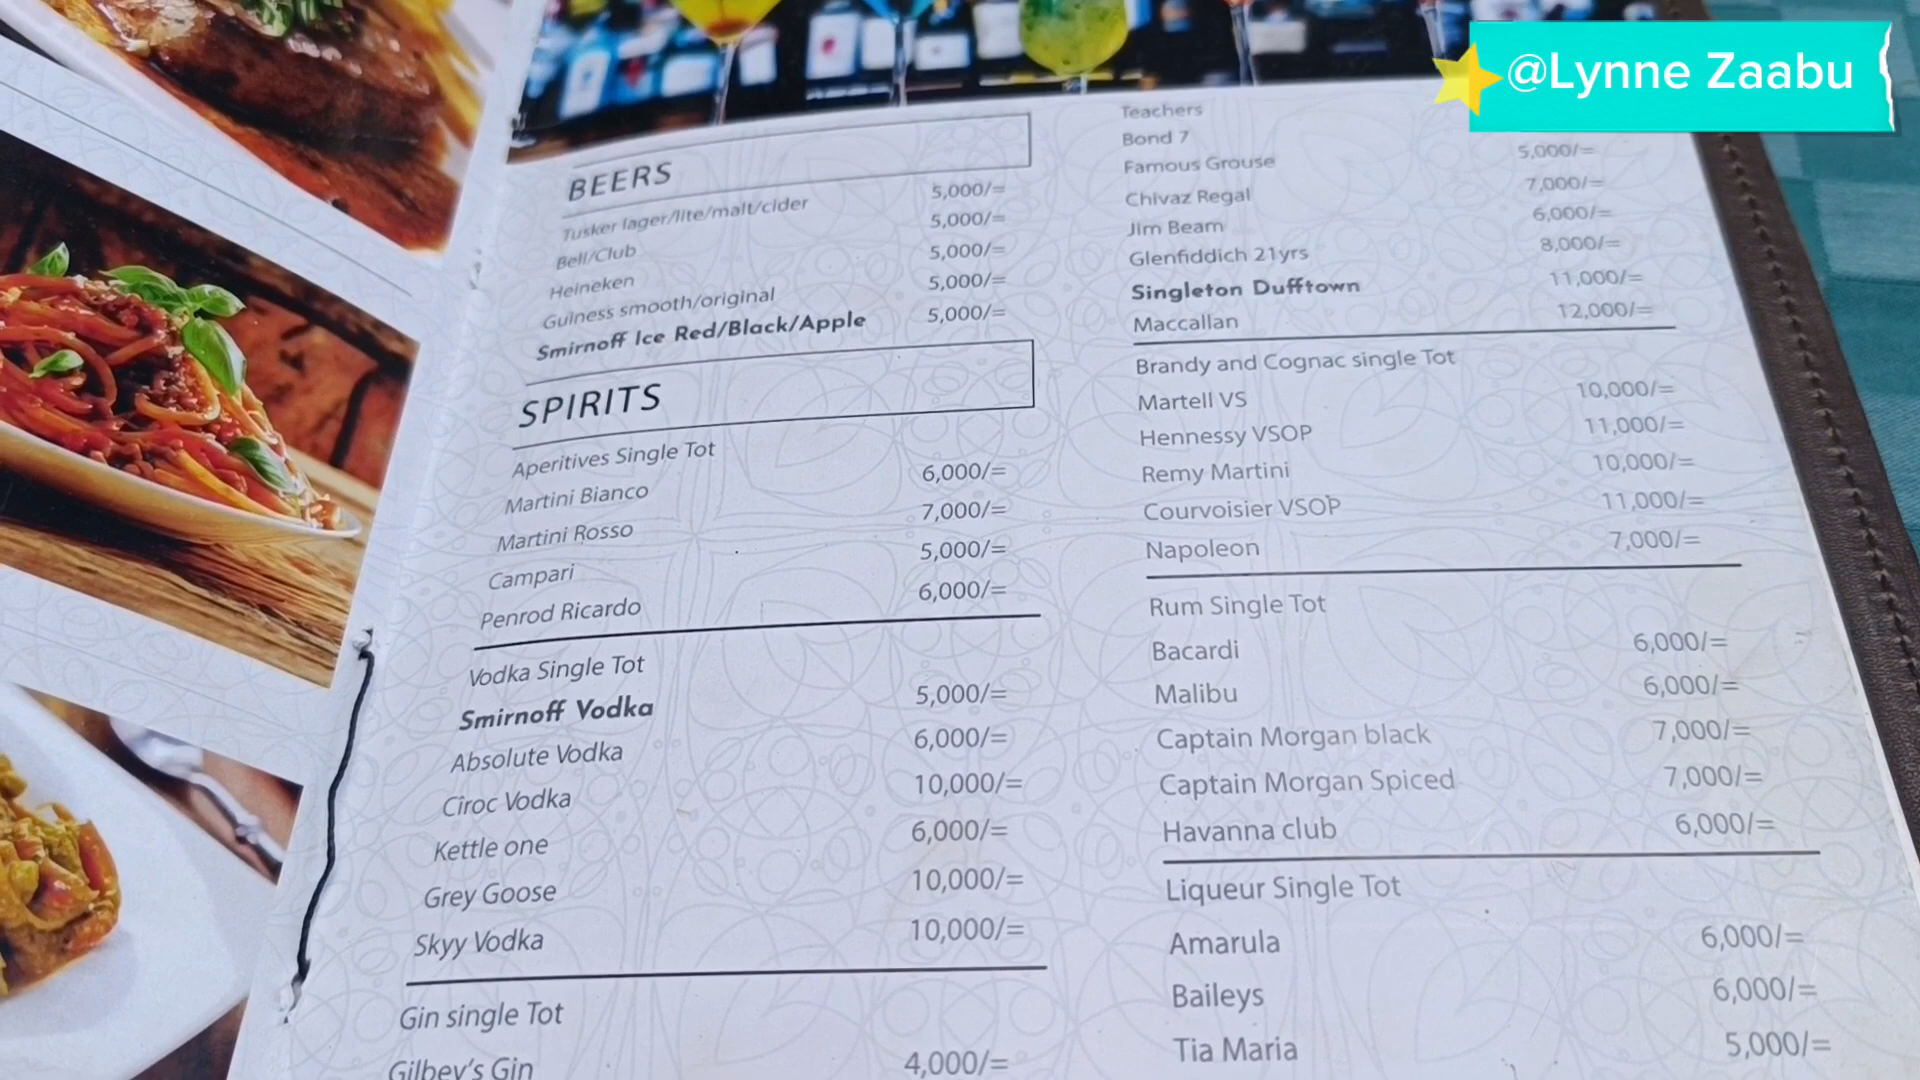 @Lynne Zaabu
BEERS
Tusker lager/lite/malt/cider 5,000/=
Bell/Club 5,000/=
Heineken 5,000/=
Guiness smooth/original 5,000/=
Smirnoff Ice Red/Black/Apple 5,000/=
SPIRITS
Aperitives Single Tot
Martini Bianco 6,000/=
Martini Rosso 7,000/=
Campari 5,000/=
Penrod Ricardo 6,000/=
Vodka Single Tot
Smirnoff Vodka 5,000/=
Absolute Vodka 6,000/=
Cîroc Vodka 10,000/=
Kettle one 6,000/=
Grey Goose 10,000/=
Skyy Vodka 10,000/=
Gin single Tot
Gilbey's Gin 4,000/=
Teachers
Bond 7
Famous Grouse 5,000/=
Chivaz Regal 7,000/=
Jim Beam 6,000/=
Glenfiddich 21yrs 8,000/=
Singleton Dufftown 11,000/=
Maccallan 12,000/=
Brandy and Cognac single Tot
Martell VS 10,000/=
Hennessy VSOP 11,000/=
Remy Martini 10,000/=
Courvoisier VSOP 11,000/=
Napoleon 7,000/=
Rum Single Tot
Bacardi 6,000/=
Malibu 6,000/=
Captain Morgan black 7,000/=
Captain Morgan Spiced 7,000/=
Havanna club 6,000/=
Liqueur Single Tot
Amarula 6,000/=
Baileys 6,000/=
Tia Maria 5,000/=